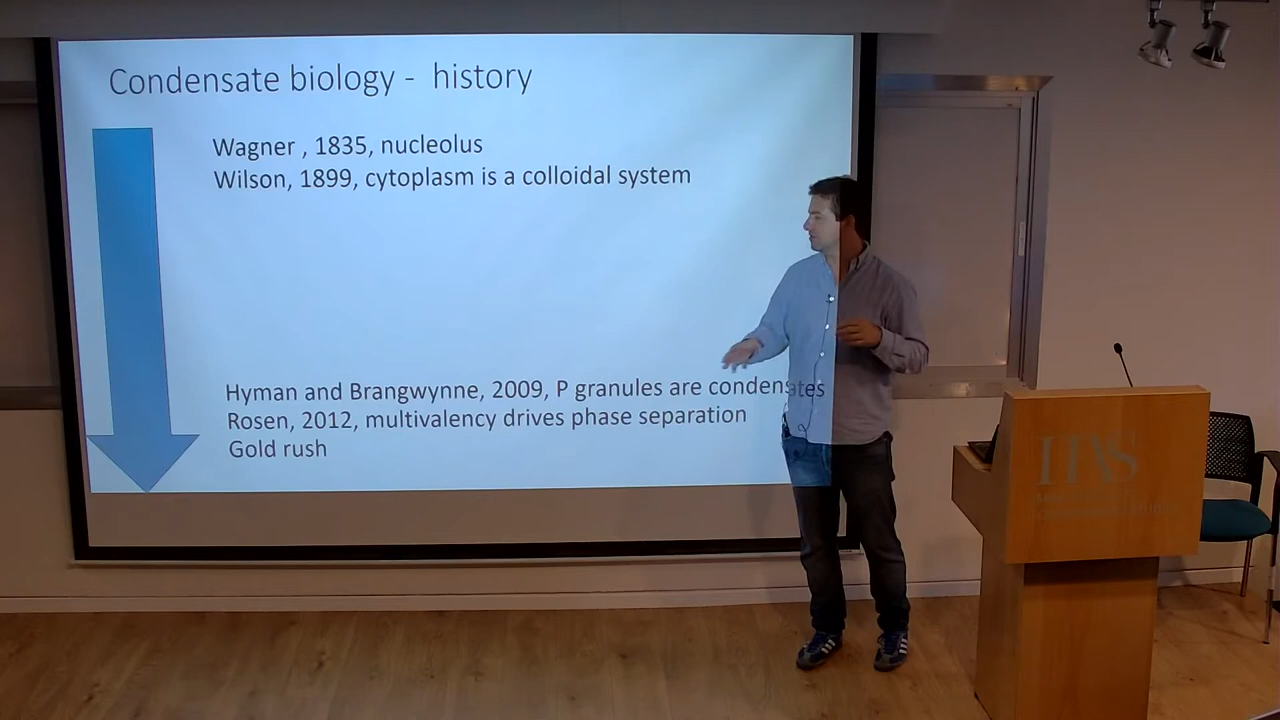 Condensate biology - history
Wagner , 1835, nucleolus
Wilson, 1899, cytoplasm is a colloidal system
Hyman and Brangwynne, 2009, P granules are condensates
Rosen, 2012, multivalency drives phase separation
Gold rush
IIAS